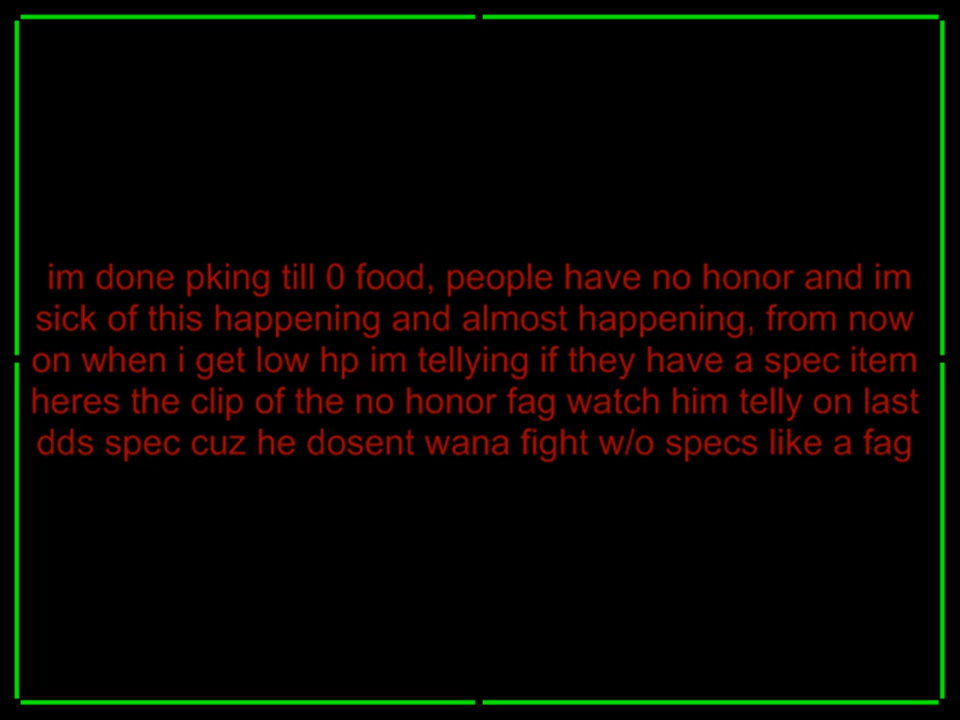 im done pking till 0 food, people have no honor and im
sick of this happening and almost happening, from now
on when i get low hp im tellying if they have a spec item
heres the clip of the no honor fag watch him telly on last
dds spec cuz he dosent wana fight w/o specs like a fag